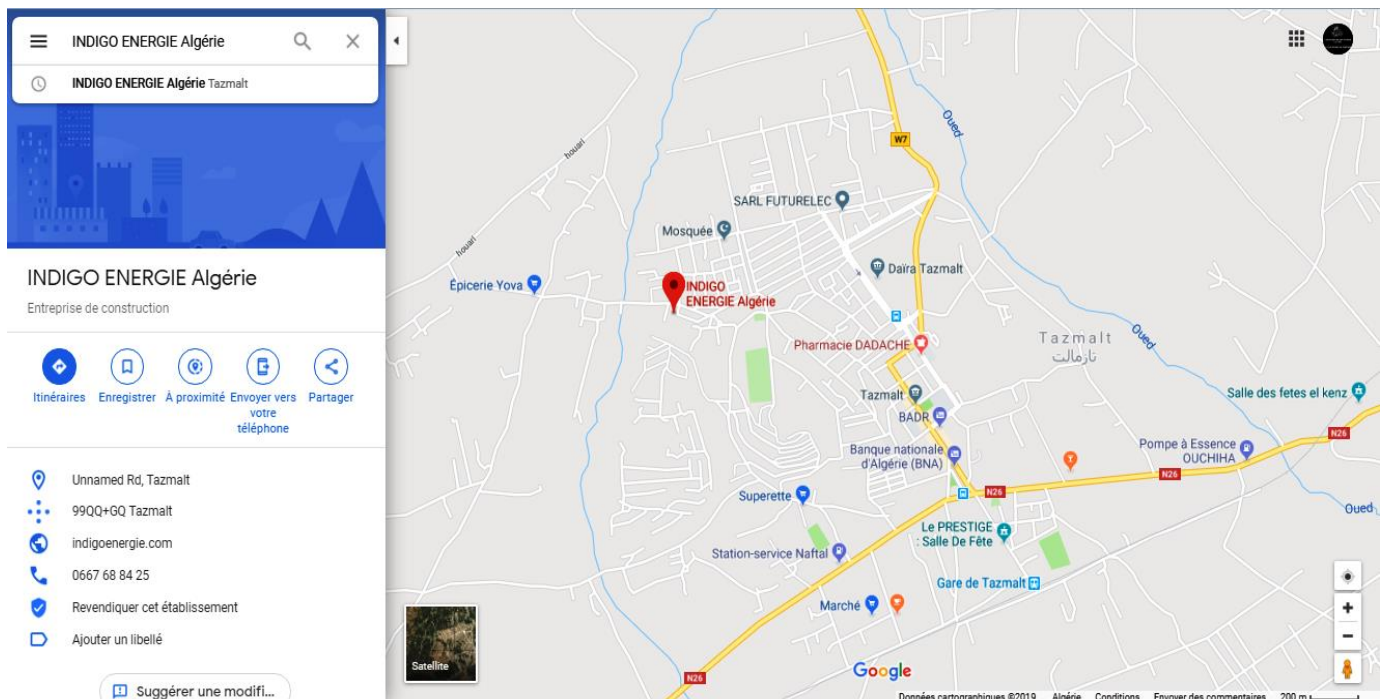 INDIGO ENERGIE Algérie
INDIGO ENERGIE Algérie Tazmalt
INDIGO ENERGIE Algérie
Entreprise de construction
Itinéraires
Enregistrer
À proximité
Envoyer vers
votre
téléphone
Partager
Unnamed Rd, Tazmalt
99QQ+GQ Tazmalt
indigoenergie.com
0667 68 84 25
Revendiquer cet établissement
Ajouter un libellé
Suggérer une modifi...
Oued
W7
houari
SARL FUTURELEC
Mosquée
houari
Daïra Tazmalt
Épicerie Yova
INDIGO
ENERGIE Algérie
Pharmacie DADACHE
Tazmalt
تازمالت
Oued
Tazmalt
Salle des fetes el kenz
BADR
N26
Banque nationale
d'Algérie (BNA)
Pompe à Essence
OUCHIHA
N26
N26
Superette
Oued
Le PRESTIGE
: Salle De Fête
Station-service Naftal
Gare de Tazmalt
Marché
Satellite
N26
Google
Données cartographiques ©2019 Algérie Conditions Envoyer des commentaires 200 m